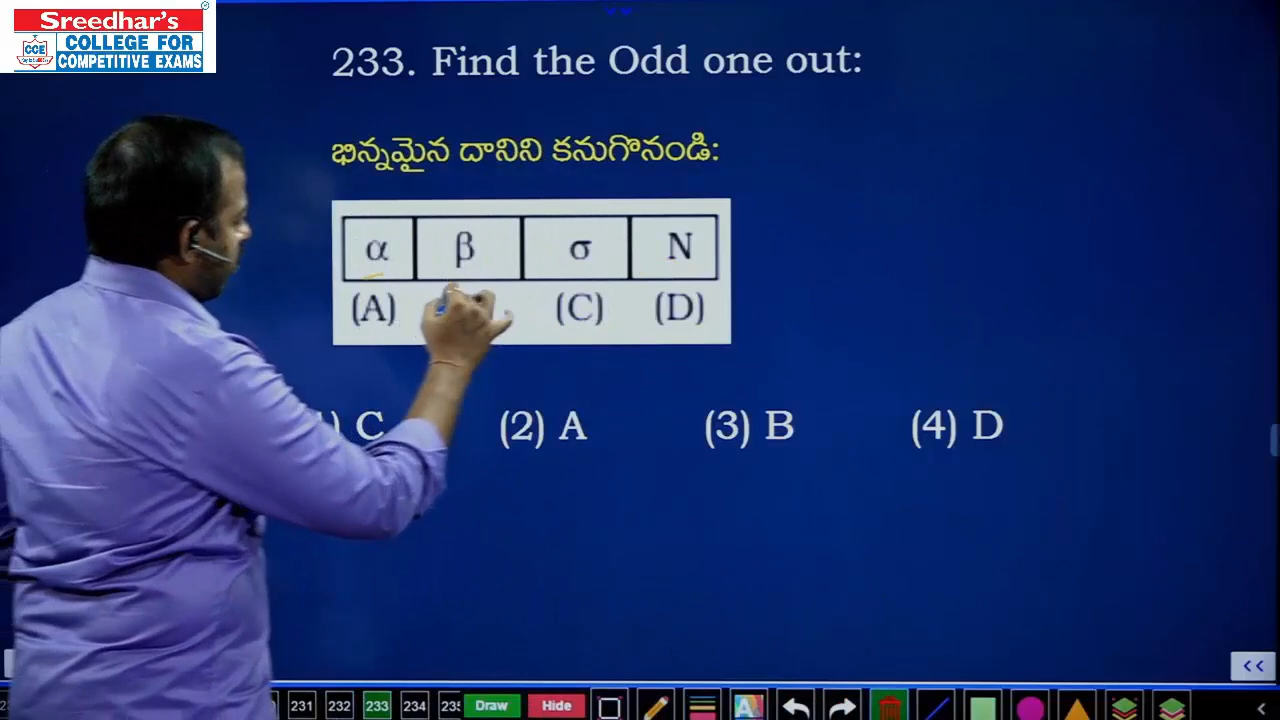 Sreedhar's
CCE
COLLEGE FOR
COMPETITIVE EXAMS
233. Find the Odd one out:
భిన్నమైన దానిని కనుగొనండి:
α β σ N
(A) (C) (D)
) C (2) A (3) B (4) D
<<
231 232 233 234 235 Draw Hide A <